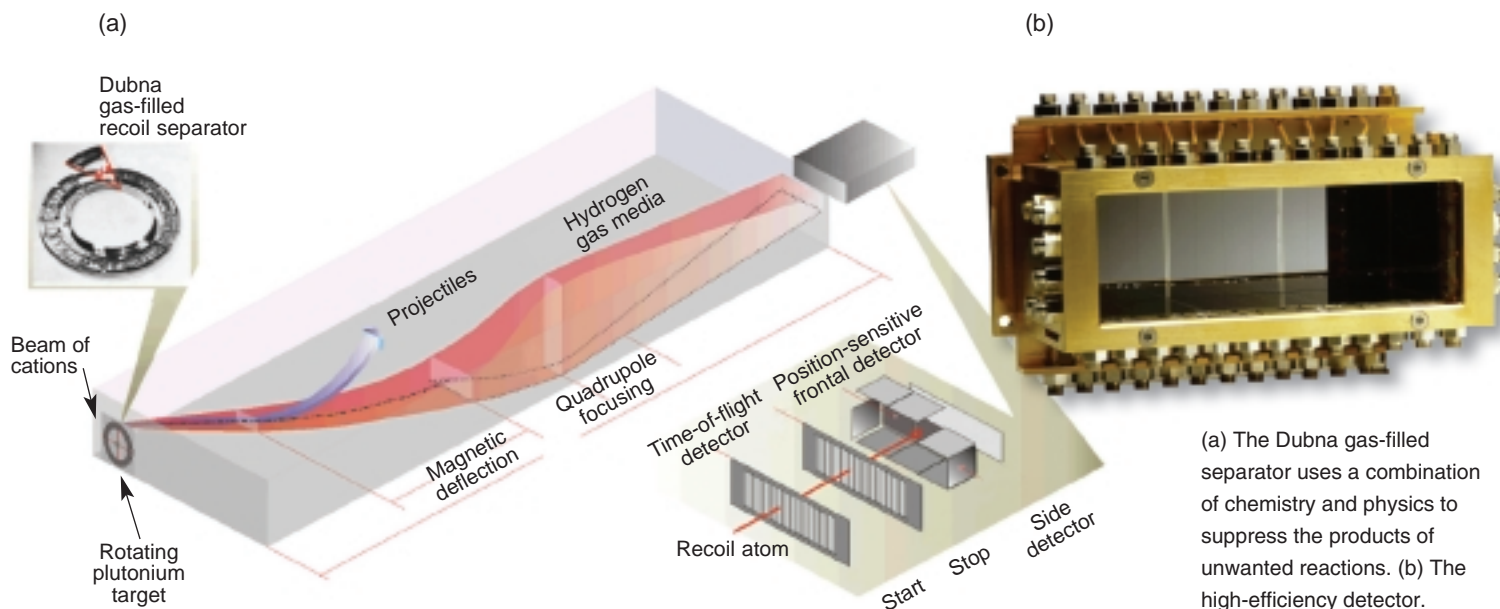 (a)
(b)
Dubna
gas-filled
recoil separator
Hydrogen
gas media
Projectiles
Beam of
cations
Quadrupole
focusing
Magnetic
deflection
Rotating
plutonium
target
Position-sensitive
frontal detector
Time-of-flight
detector
Recoil atom
Start
Stop
Side
detector
(a) The Dubna gas-filled
separator uses a combination
of chemistry and physics to
suppress the products of
unwanted reactions. (b) The
high-efficiency detector.